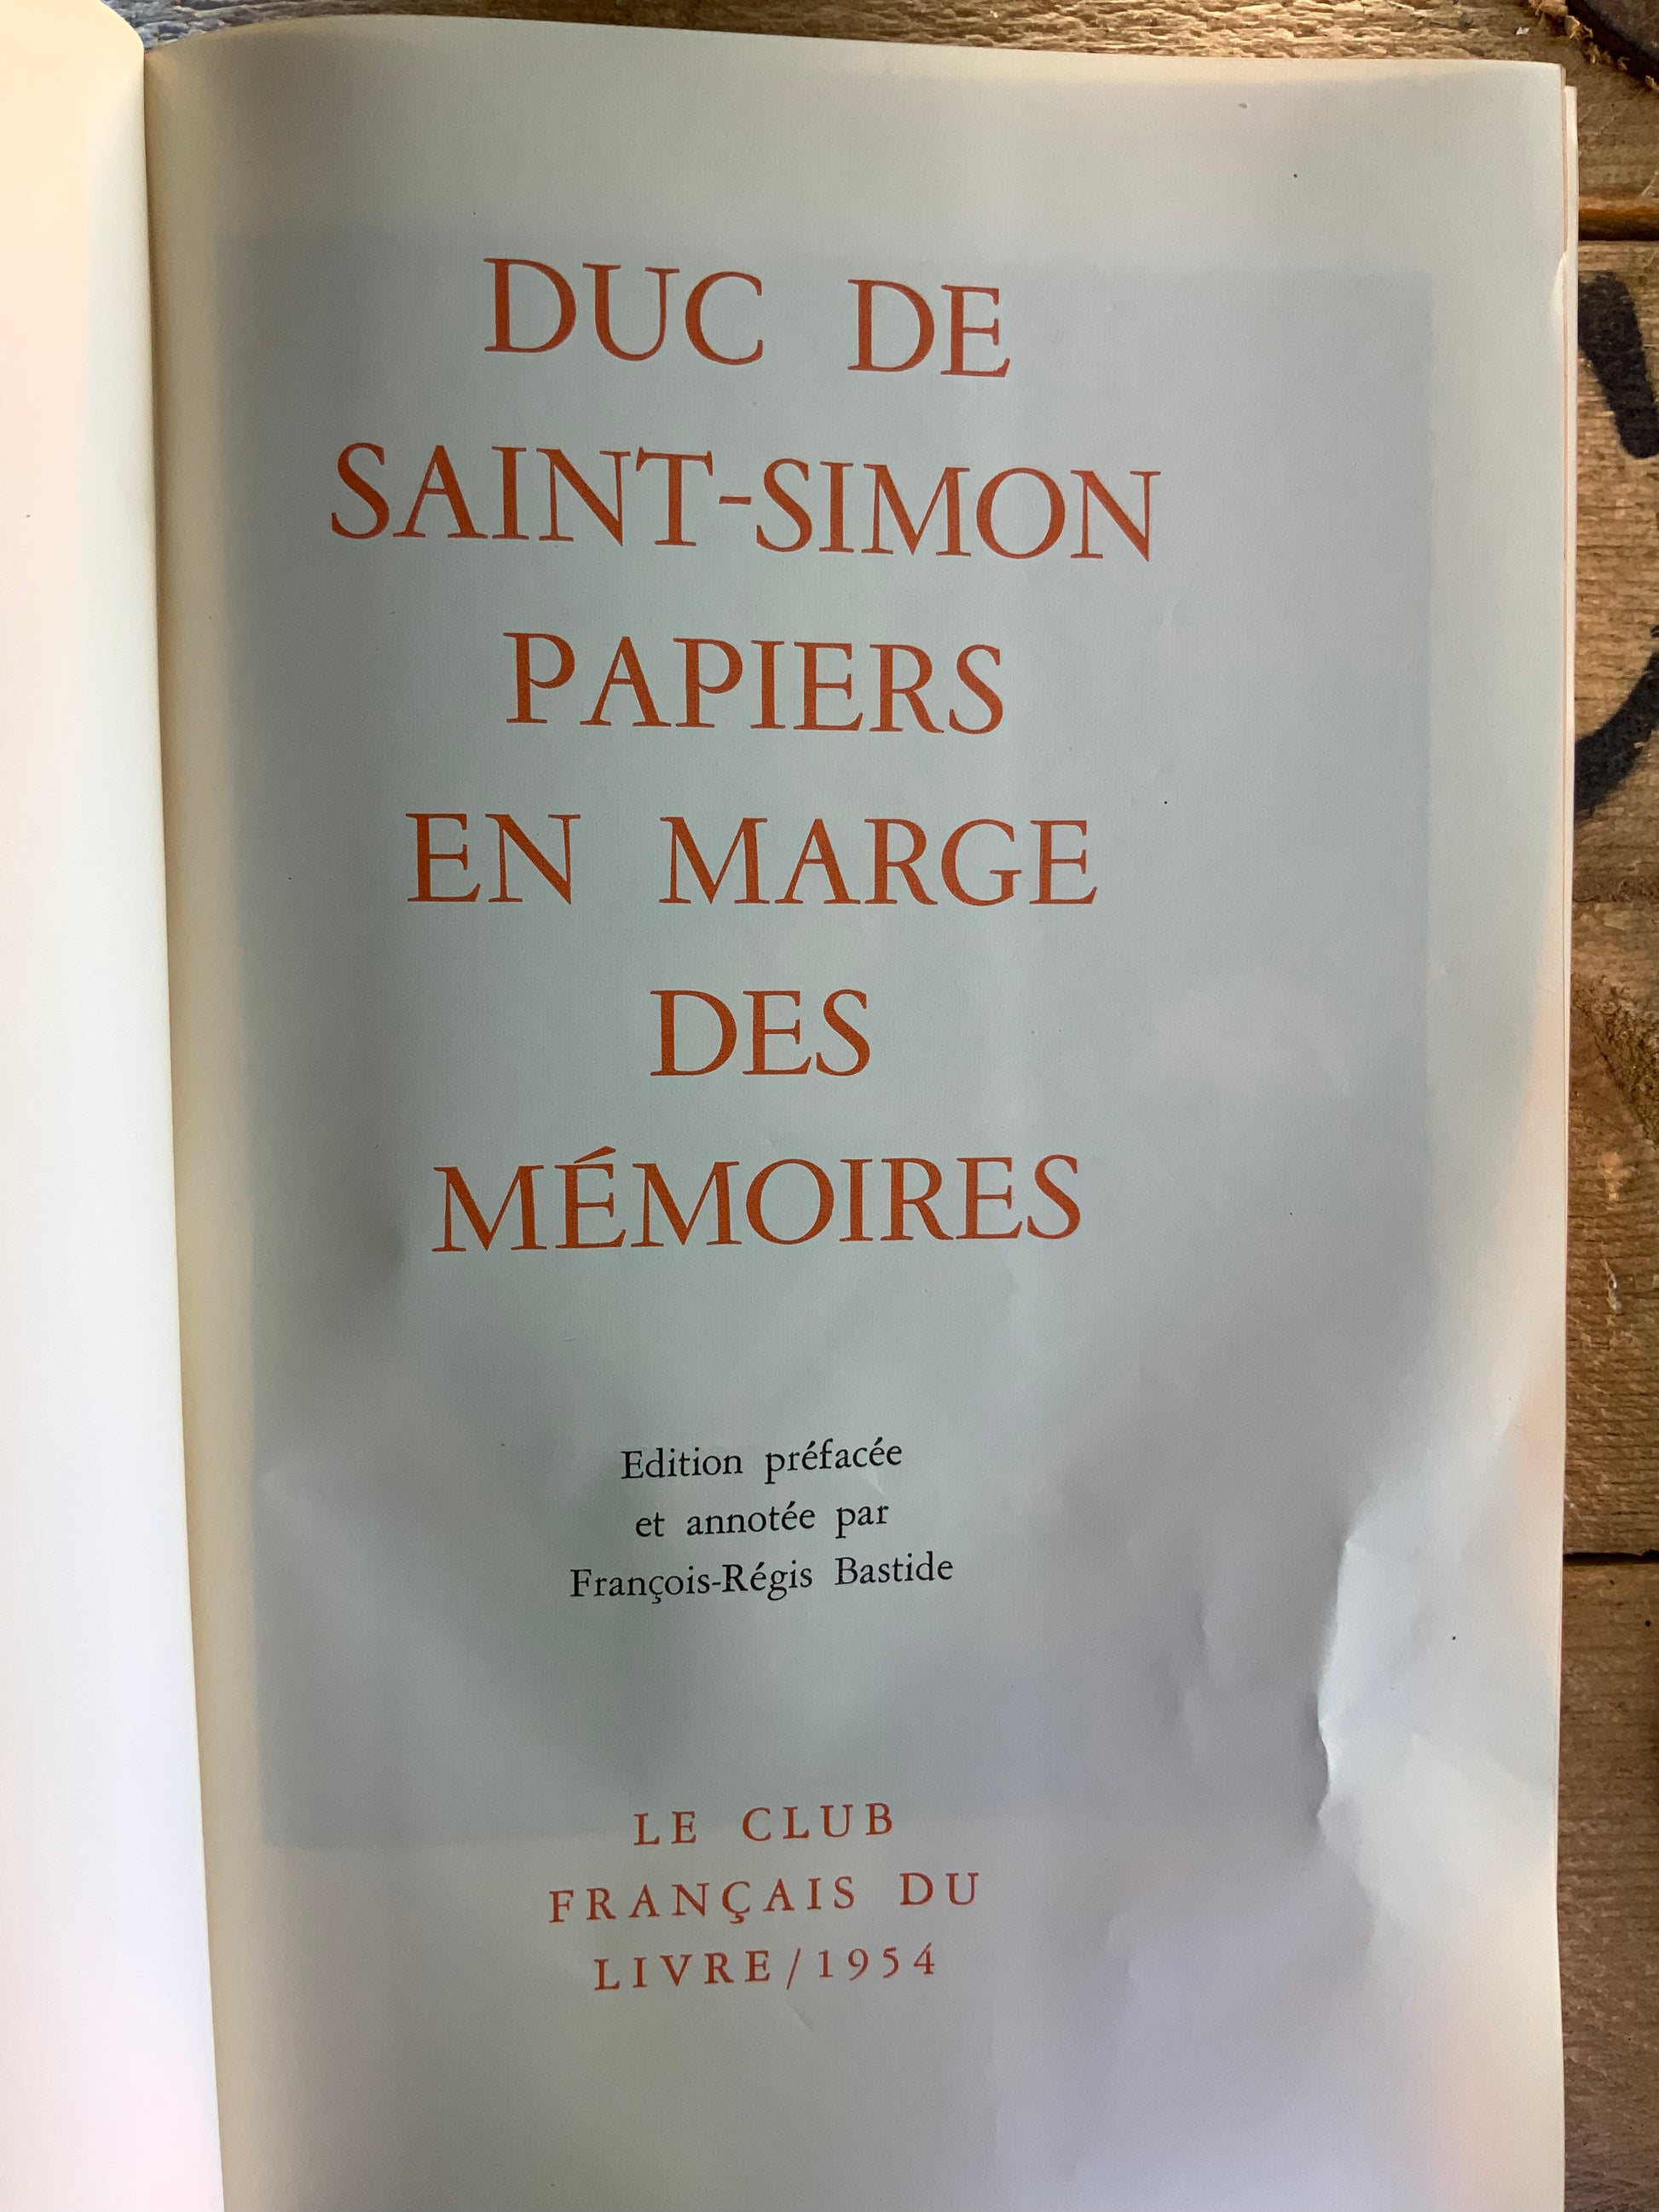 DUC DE
SAINT-SIMON
PAPIERS
EN MARGE
DES
MÉMOIRES
Edition préfacée
et annotée par
François-Régis Bastide
LE CLUB
FRANÇAIS DU
LIVRE/1954